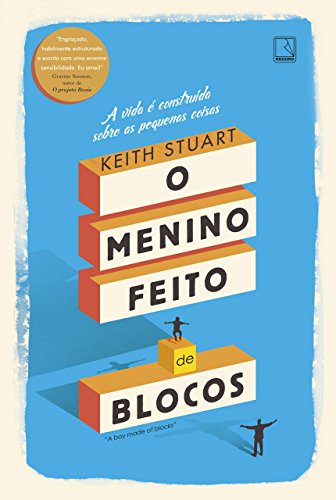 "Engraçado,
habilmente estruturado
e escrito com uma enorme
sensibilidade. Eu amei!"
Graeme Simsion,
autor de
O projeto Rosie
R
RECORD
A vida é construída
sobre as pequenas coisas
KEITH STUART
O
MENINO
FEITO
de
BLOCOS
"A boy made of blocks"